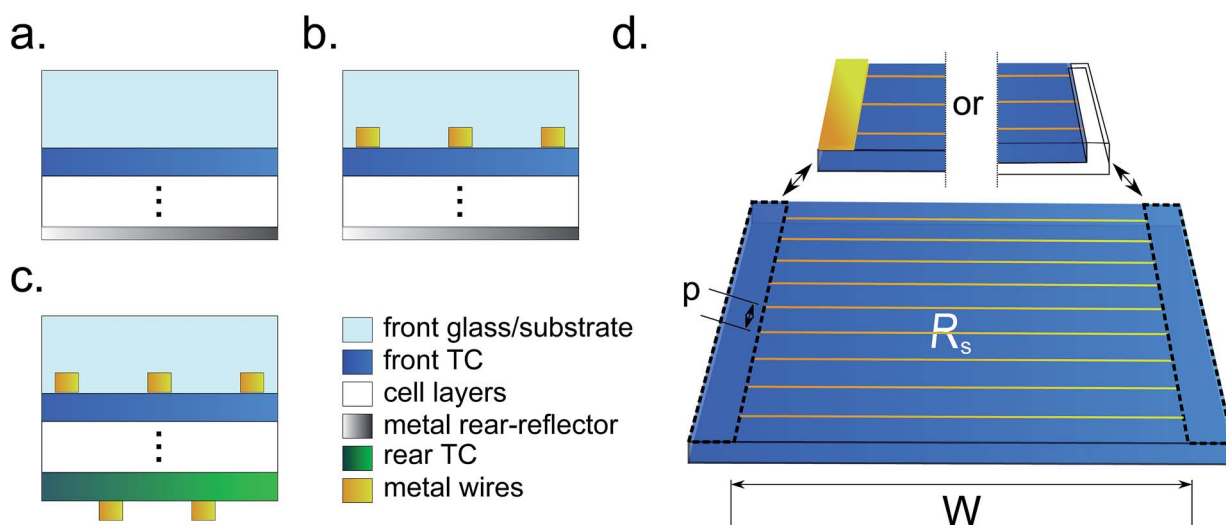 a.
b.
c.
d.
or
p
Rs
W
front glass/substrate
front TC
cell layers
metal rear-reflector
rear TC
metal wires